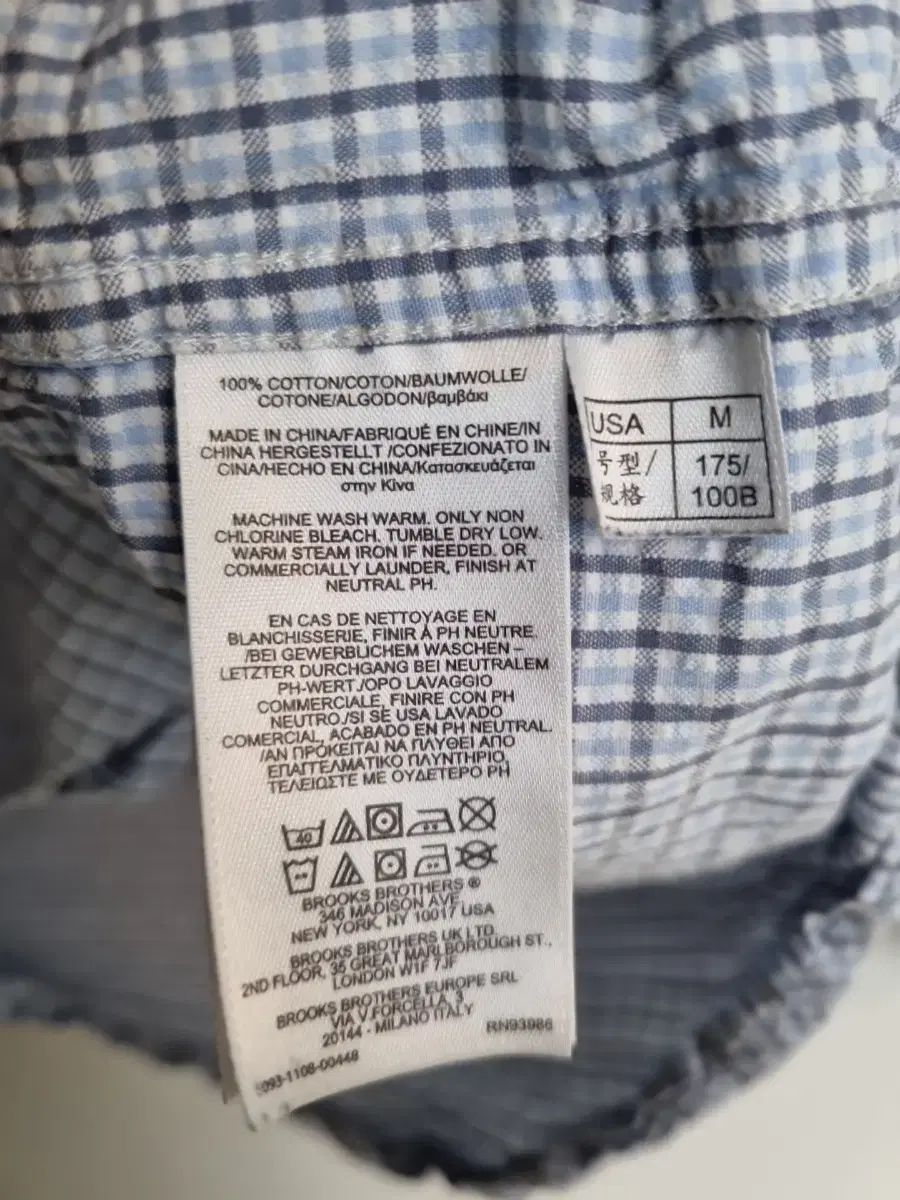 100% COTTON/COTON/BAUMWOLLE/
COTONE/ALGODON/βαμβάκι
MADE IN CHINA/FABRIQUÉ EN CHINE/IN
CHINA HERGESTELLT /CONFEZIONATO IN
CINA/HECHO EN CHINA/Κατασκευάζεται
στην Κίνα
MACHINE WASH WARM. ONLY NON
CHLORINE BLEACH. TUMBLE DRY LOW.
WARM STEAM IRON IF NEEDED. OR
COMMERCIALLY LAUNDER, FINISH AT
NEUTRAL PH.
EN CAS DE NETTOYAGE EN
BLANCHISSERIE, FINIR À PH NEUTRE.
/BEI GEWERBLICHEM WASCHEN –
LETZTER DURCHGANG BEI NEUTRALEM
PH-WERT./OPO LAVAGGIO
COMMERCIALE, FINIRE CON PH
NEUTRO./SI SE USA LAVADO
COMERCIAL, ACABADO EN PH NEUTRAL.
/ΑΝ ΠΡΟΚΕΙΤΑΙ ΝΑ ΠΛΥΘΕΙ ΑΠΟ
ΕΠΑΓΓΕΛΜΑΤΙΚΟ ΠΛΥΝΤΗΡΙΟ,
ΤΕΛΕΙΩΣΤΕ ΜΕ ΟΥΔΕΤΕΡΟ PH
40
BROOKS BROTHERS ®
346 MADISON AVE
NEW YORK, NY 10017 USA
BROOKS BROTHERS UK LTD
2ND FLOOR, 35 GREAT MARLBOROUGH ST.,
LONDON W1F 7JF
BROOKS BROTHERS EUROPE SRL
VIA V.FORCELLA, 3
20144 - MILANO ITALY
RN93986
USA M
号型/ 175/
规格 100B